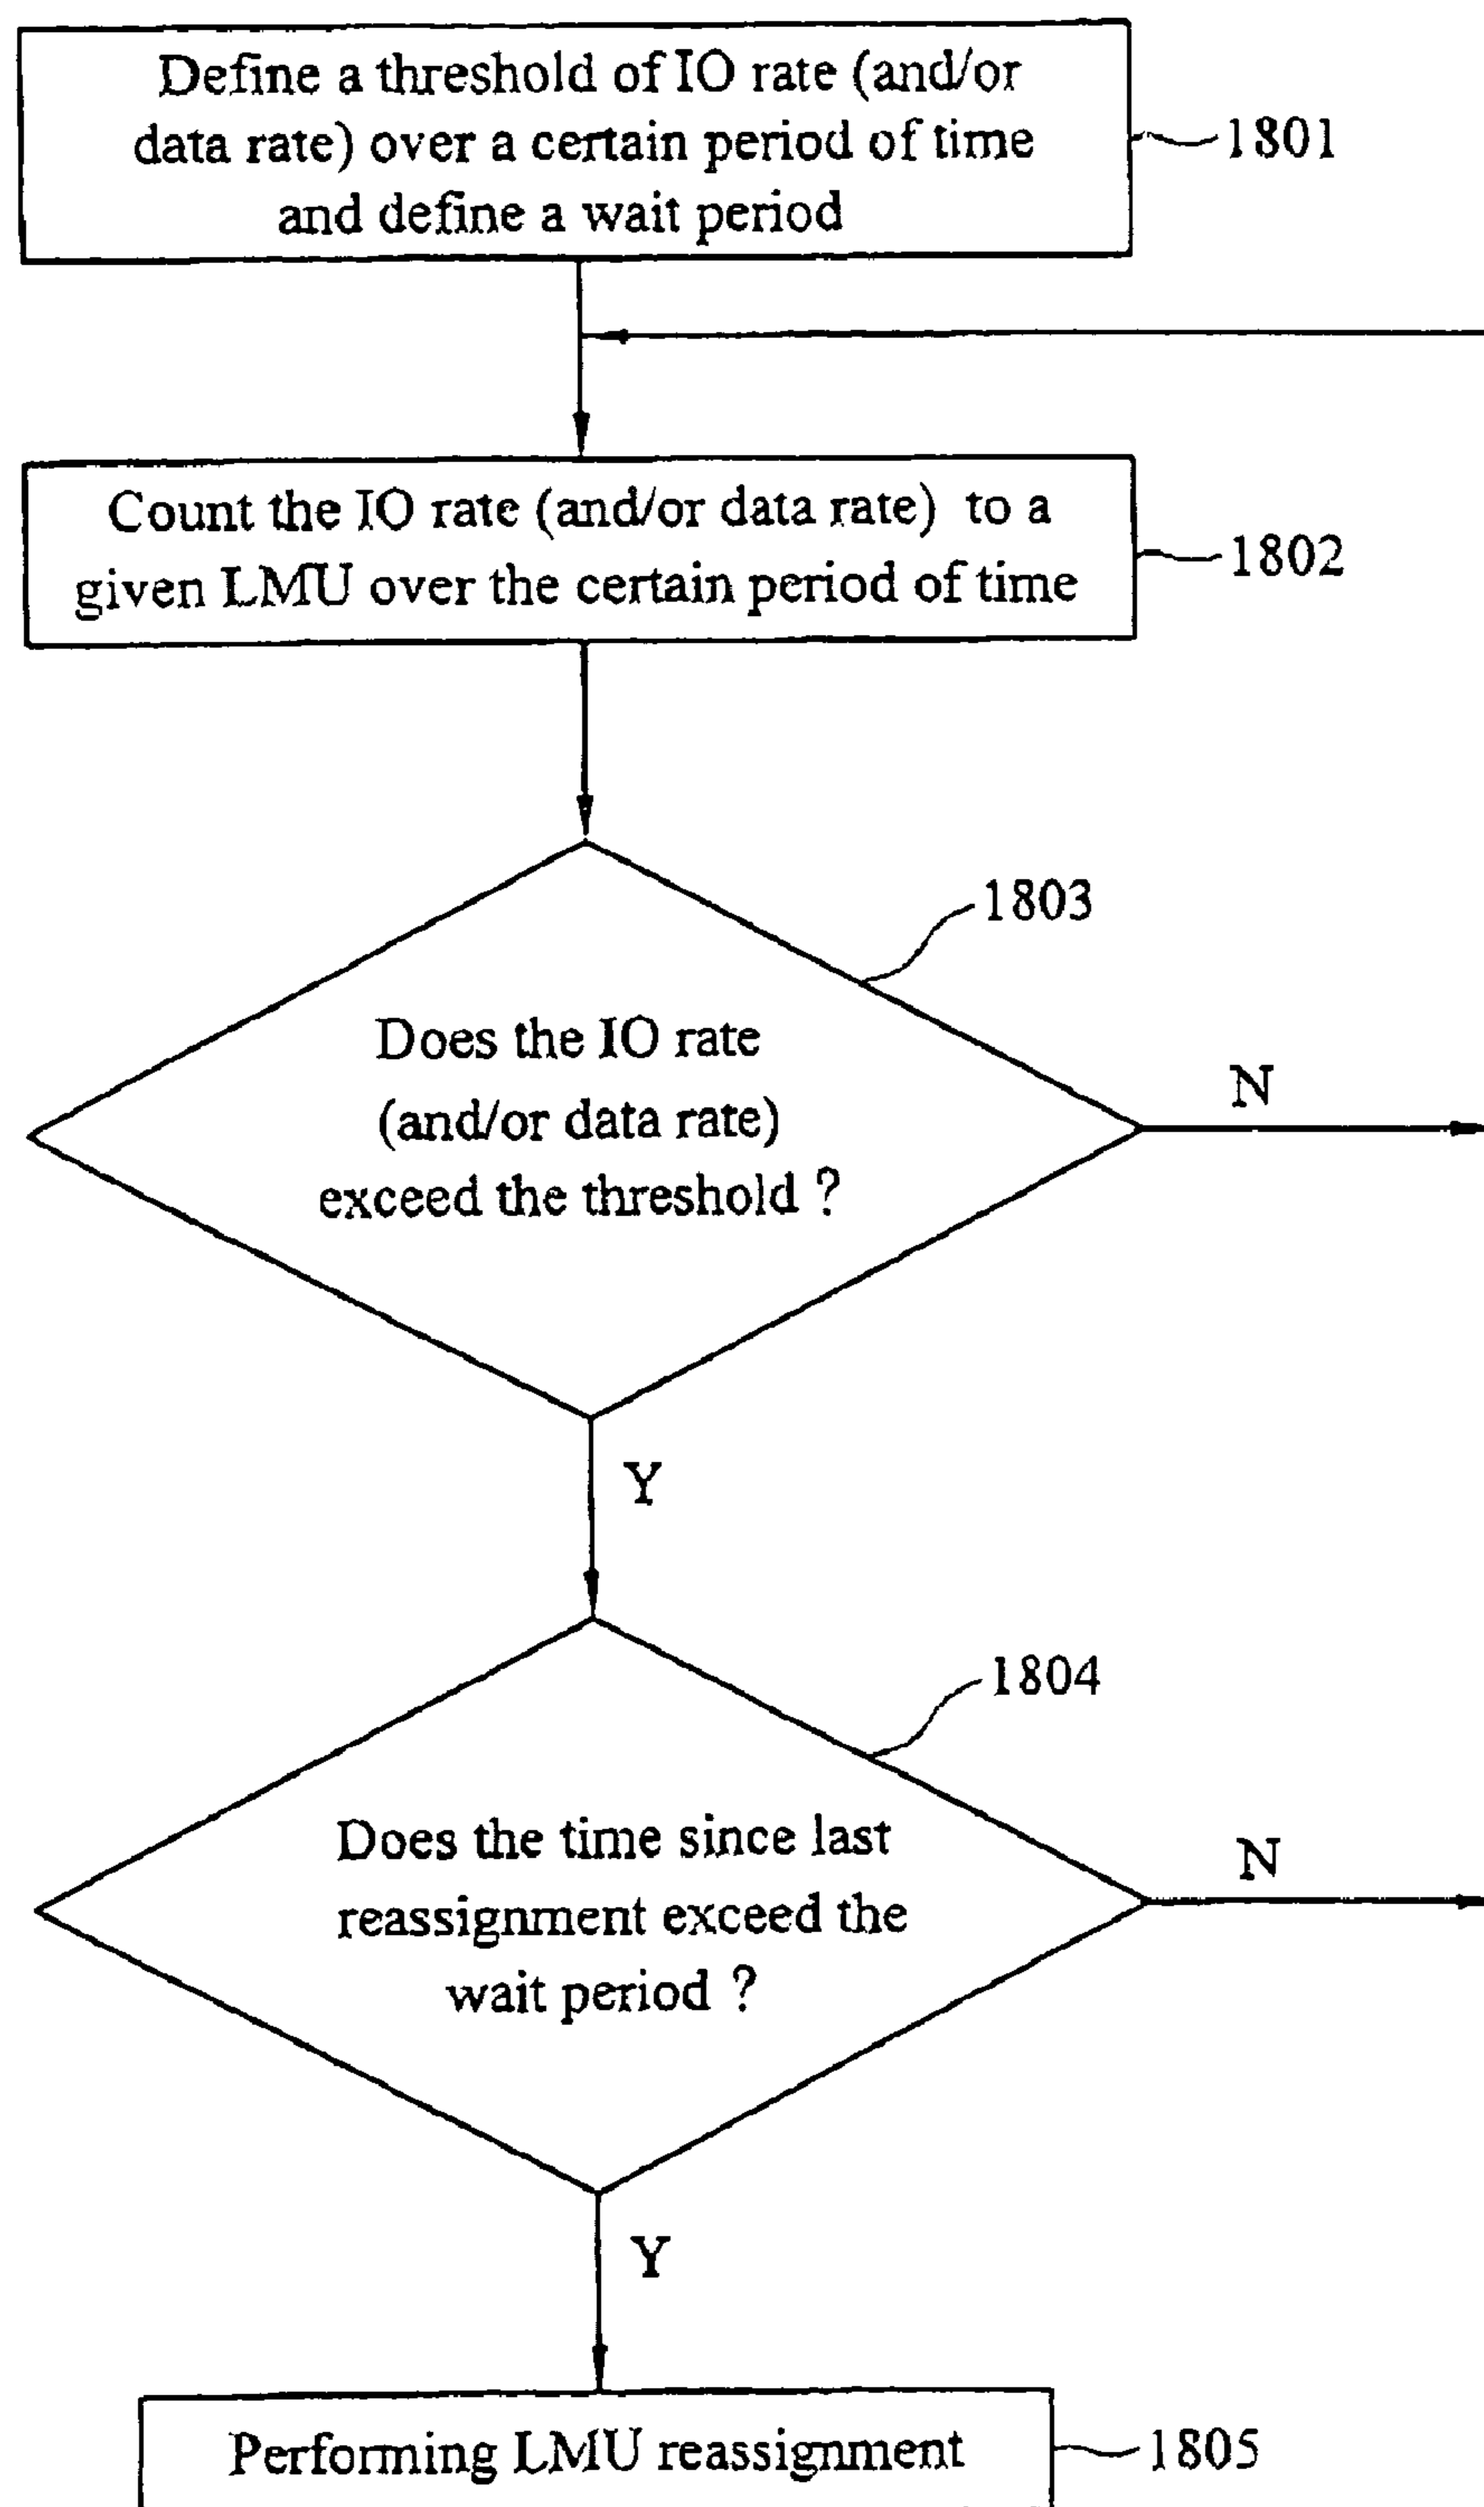 Define a threshold of IO rate (and/or
data rate) over a certain period of time
and define a wait period
1801
Count the IO rate (and/or data rate) to a
given LMU over the certain period of time
1802
1803
Does the IO rate
(and/or data rate)
exceed the threshold ?
N
Y
1804
Does the time since last
reassignment exceed the
wait period ?
N
Y
Performing LMU reassignment
1805